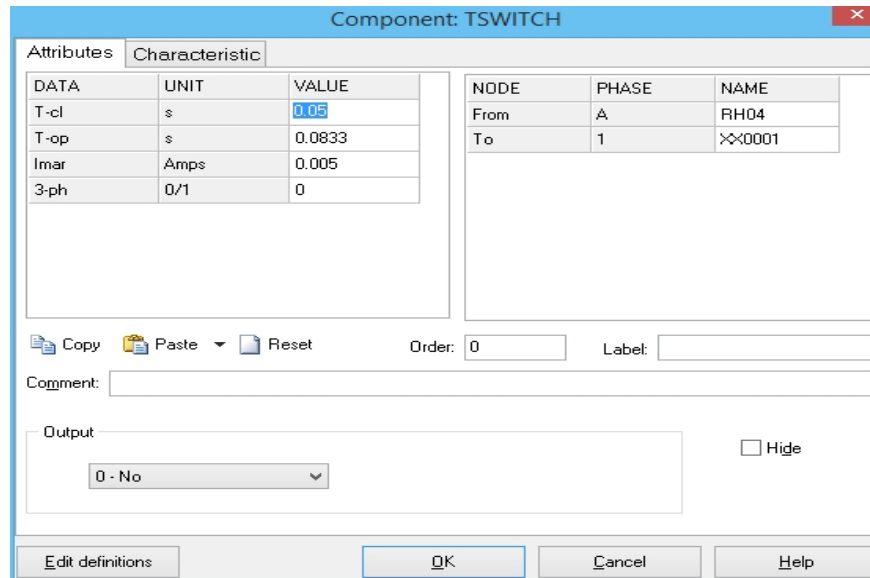 Component: TSWITCH
Attributes Characteristic
DATA UNIT VALUE
T-cl s 0.05
T-op s 0.0833
Imar Amps 0.005
3-ph 0/1 0
NODE PHASE NAME
From A RH04
To 1 XX0001
Copy Paste Reset Order: 0 Label:
Comment:
Output
0 - No
Hide
Edit definitions OK Cancel Help